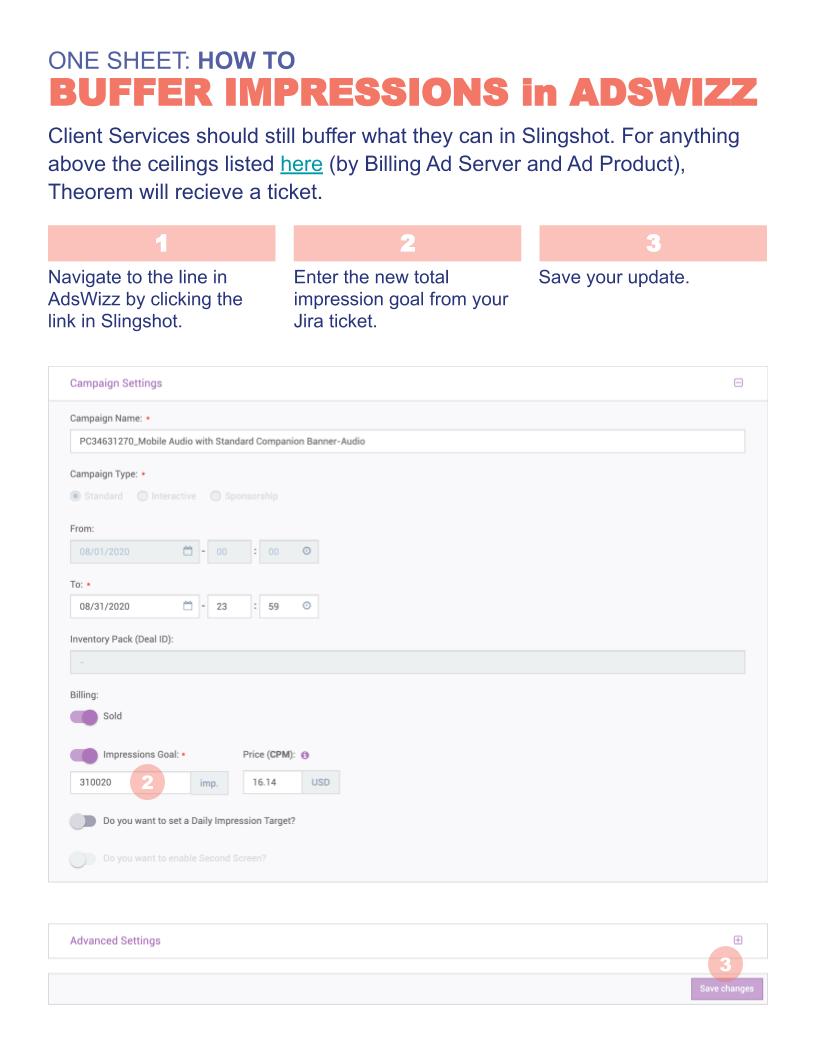 ONE SHEET: HOW TO
BUFFER IMPRESSIONS in ADSWIZZ
Client Services should still buffer what they can in Slingshot. For anything
above the ceilings listed here (by Billing Ad Server and Ad Product),
Theorem will recieve a ticket.
1
Navigate to the line in
AdsWizz by clicking the
link in Slingshot.
2
Enter the new total
impression goal from your
Jira ticket.
3
Save your update.
Campaign Settings
Campaign Name: *
PC34631270_Mobile Audio with Standard Companion Banner-Audio
Campaign Type: *
Standard Interactive Sponsorship
From:
08/01/2020 - 00 : 00
To: *
08/31/2020 - 23 : 59
Inventory Pack (Deal ID):
-
Billing:
Sold
Impressions Goal: * Price (CPM):
310020 2 imp. 16.14 USD
Do you want to set a Daily Impression Target?
Do you want to enable Second Screen?
Advanced Settings
3
Save changes